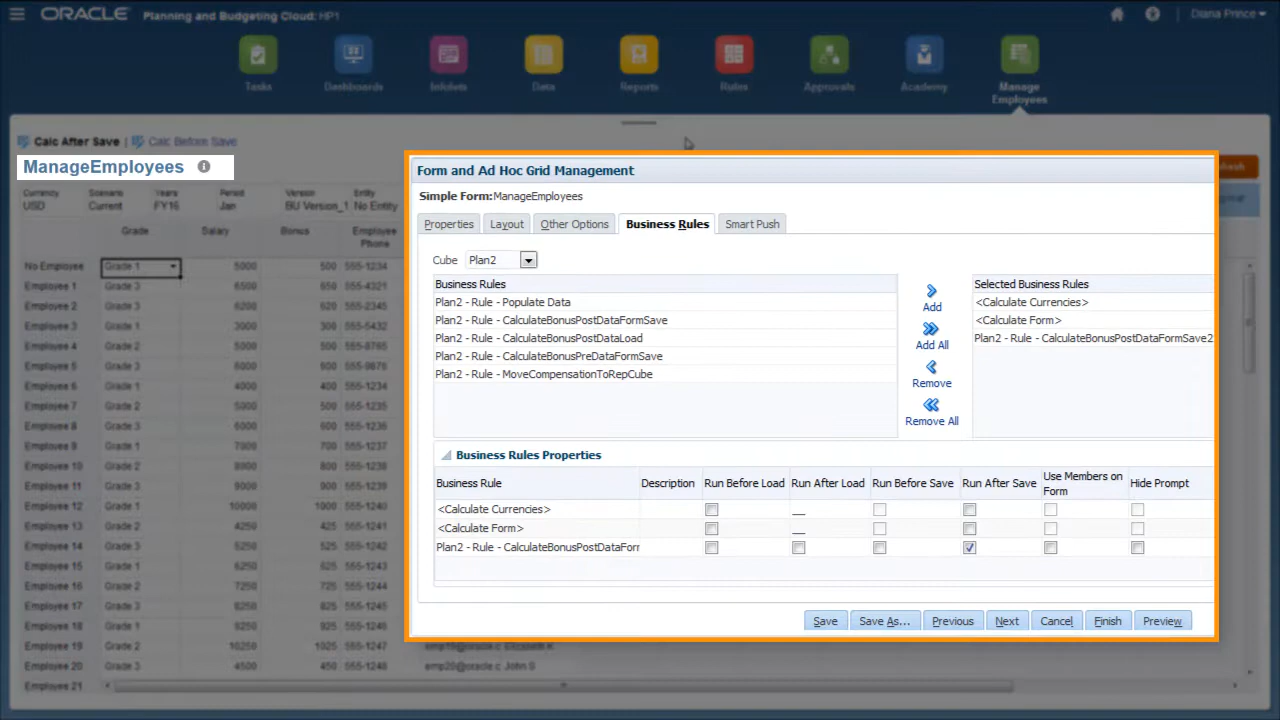 ORACLE Planning and Budgeting Cloud: HP1
Diana Prince
Tasks Dashboards Infolets Data Reports Rules Approvals Academy Manage Employees
Calc After Save | Calc Before Save
ManageEmployees
Currency Scenario Years Period Version Entity
USD Current FY16 Jan BU Version_1 No Entity
Grade Salary Bonus Employee Phone
No Employee Grade 1 5000 500 555-1234
Employee 1 Grade 3 6500 650 555-4321
Employee 2 Grade 3 6200 620 555-2345
Employee 3 Grade 1 3000 300 555-5432
Employee 4 Grade 2 5000 500 555-8765
Employee 5 Grade 3 6000 600 555-9876
Employee 6 Grade 1 4000 400 555-1234
Employee 7 Grade 2 5000 500 555-1235
Employee 8 Grade 3 6000 600 555-1236
Employee 9 Grade 1 7000 700 555-1237
Employee 10 Grade 2 8000 800 555-1238
Employee 11 Grade 3 9000 900 555-1239
Employee 12 Grade 1 10000 1000 555-1240
Employee 13 Grade 2 4250 425 555-1241
Employee 14 Grade 3 5250 525 555-1242
Employee 15 Grade 1 6250 625 555-1243
Employee 16 Grade 2 7250 725 555-1244
Employee 17 Grade 3 8250 825 555-1245
Employee 18 Grade 1 9250 925 555-1246
Employee 19 Grade 2 10250 1025 555-1247 emp19@oracle.c Elizabeth K
Employee 20 Grade 3 4500 450 555-1248 emp20@oracle.c John S
Employee 21
Form and Ad Hoc Grid Management
Simple Form:ManageEmployees
Properties Layout Other Options Business Rules Smart Push
Cube Plan2
Business Rules
Plan2 - Rule - Populate Data
Plan2 - Rule - CalculateBonusPostDataFormSave
Plan2 - Rule - CalculateBonusPostDataLoad
Plan2 - Rule - CalculateBonusPreDataFormSave
Plan2 - Rule - MoveCompensationToRepCube
Add
Add All
Remove
Remove All
Selected Business Rules
<Calculate Currencies>
<Calculate Form>
Plan2 - Rule - CalculateBonusPostDataFormSave2
Business Rules Properties
Business Rule Description Run Before Load Run After Load Run Before Save Run After Save Use Members on Form Hide Prompt
<Calculate Currencies>
<Calculate Form>
Plan2 - Rule - CalculateBonusPostDataForr
Save Save As... Previous Next Cancel Finish Preview